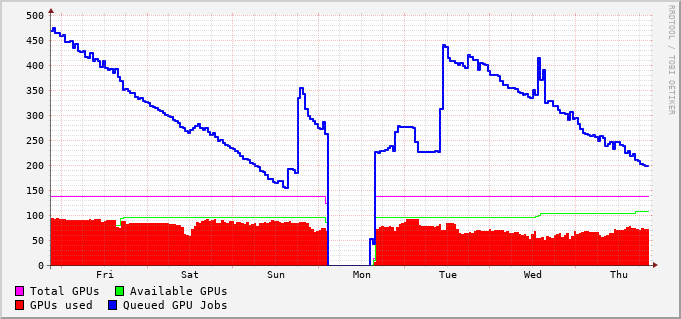 500
450
400
350
300
250
200
150
100
50
0
Fri Sat Sun Mon Tue Wed Thu
Total GPUs Available GPUs
GPUs used Queued GPU Jobs
RRDTOOL / TOBI OETIKER